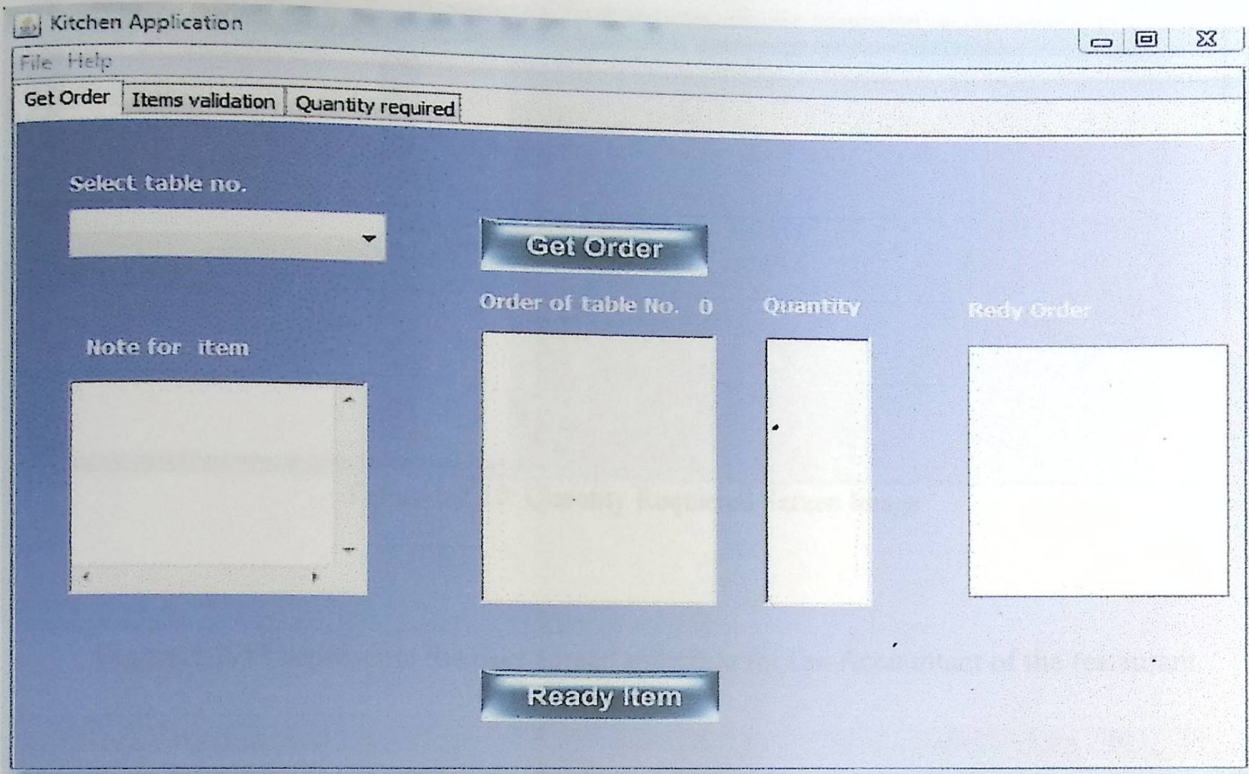 Kitchen Application
File Help
Get Order Items validation Quantity required
Select table no.
Get Order
Order of table No. 0 Quantity Redy Order
Note for item
Ready Item